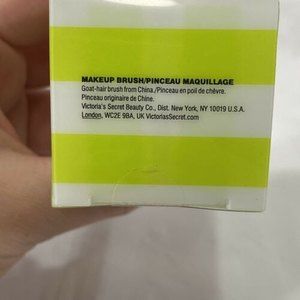 MAKEUP BRUSH/PINCEAU MAQUILLAGE
Goat-hair brush from China./Pinceau en poil de chèvre.
Pinceau originaire de Chine.
Victoria's Secret Beauty Co., Dist. New York, NY 10019 U.S.A.
London, WC2E 9BA, UK VictoriasSecret.com